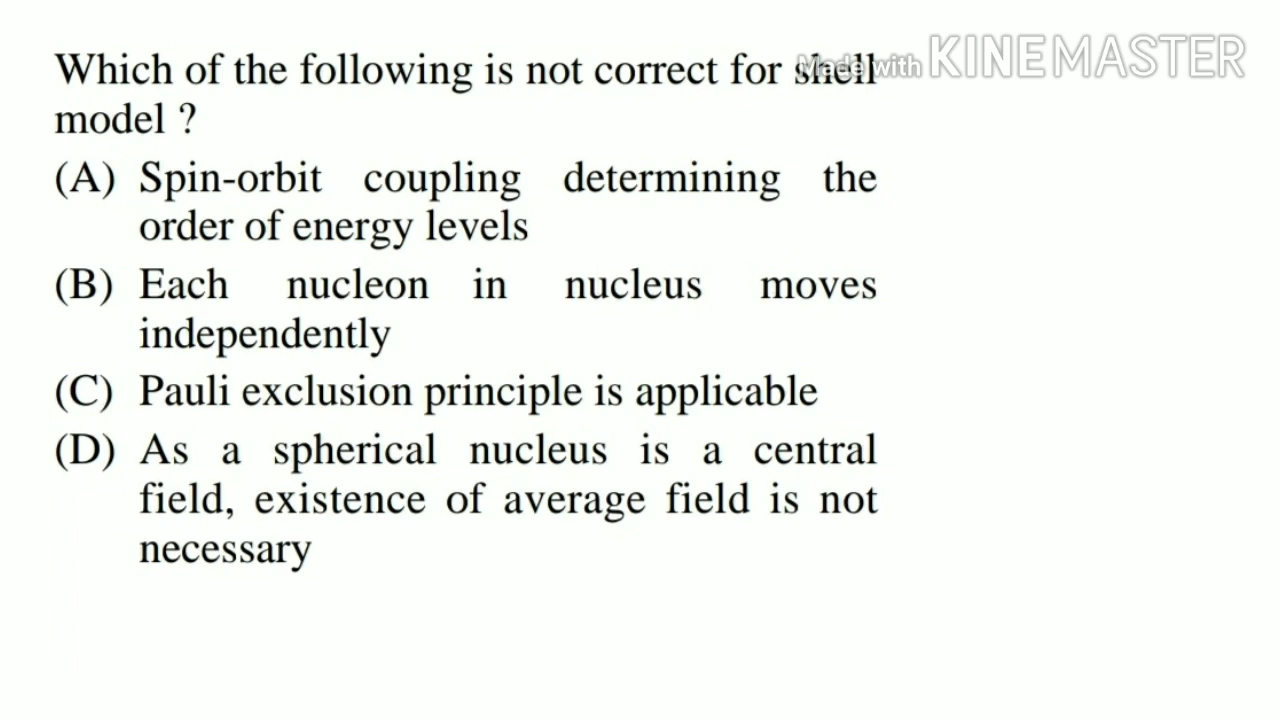 Which of the following is not correct for shell
Made with KINEMASTER
model ?
(A) Spin-orbit coupling determining the
order of energy levels
(B) Each nucleon in nucleus moves
independently
(C) Pauli exclusion principle is applicable
(D) As a spherical nucleus is a central
field, existence of average field is not
necessary